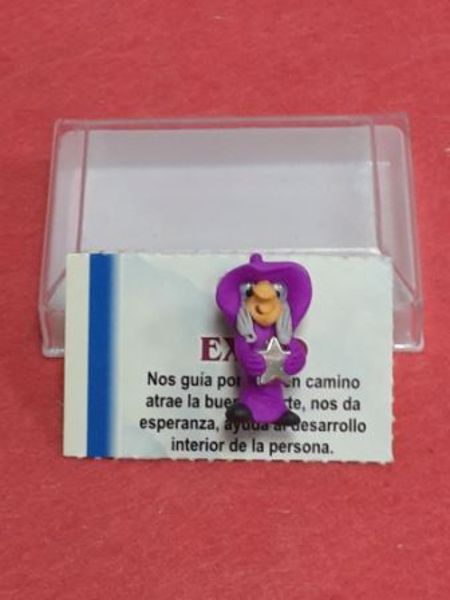 Nos guía por camino
atrae la nos da
esperanza, ayuda al desarrollo
interior de la persona.